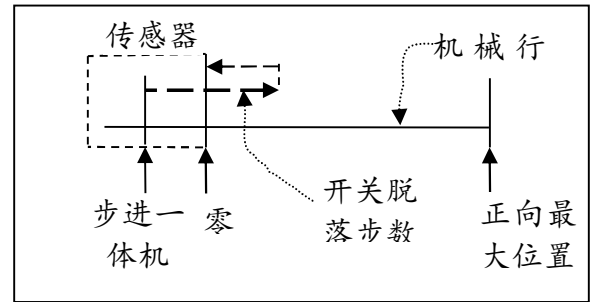 传感器
机 械 行
开关脱
落步数
步进一
体机
零
正向最
大位置